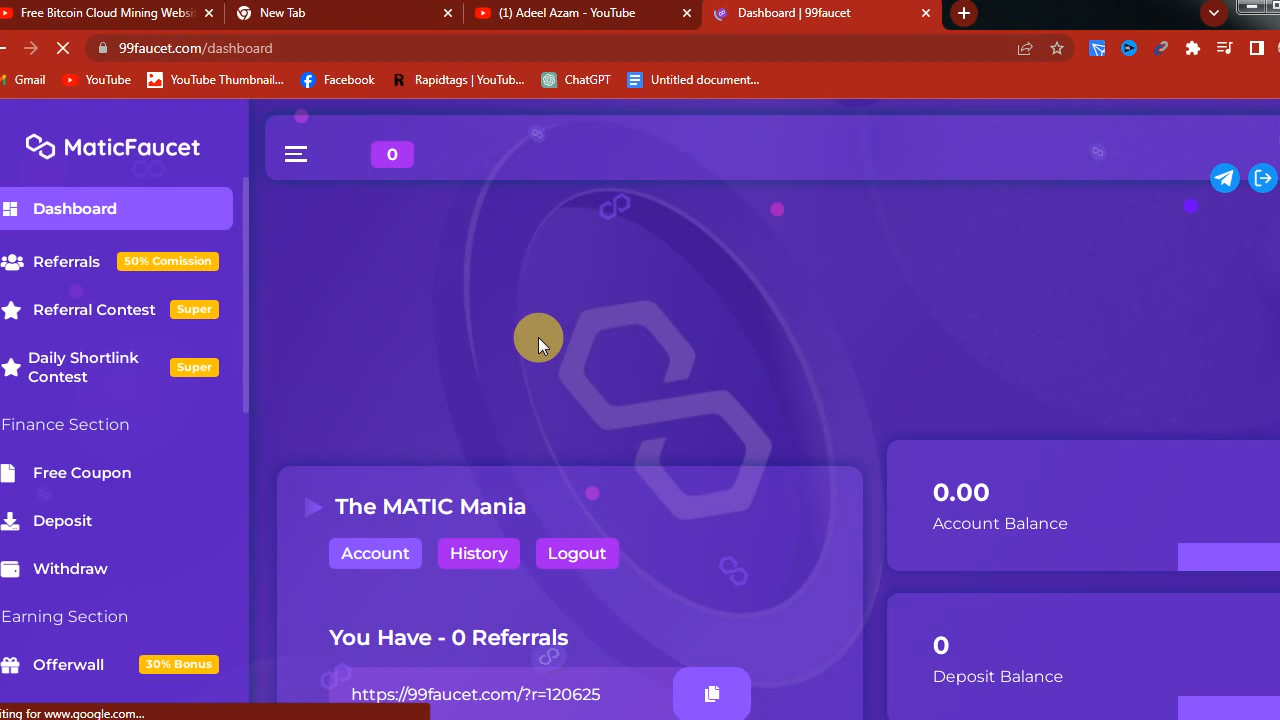 Free Bitcoin Cloud Mining Websi
New Tab
(1) Adeel Azam - YouTube
Dashboard | 99faucet
99faucet.com/dashboard
Gmail
YouTube
YouTube Thumbnail...
Facebook
Rapidtags | YouTub...
ChatGPT
Untitled document...
MaticFaucet
0
Dashboard
Referrals
50% Comission
Referral Contest
Super
Daily Shortlink
Contest
Super
Finance Section
Free Coupon
Deposit
Withdraw
Earning Section
Offerwall
30% Bonus
The MATIC Mania
Account
History
Logout
You Have - 0 Referrals
https://99faucet.com/?r=120625
0.00
Account Balance
0
Deposit Balance
iting for www.google.com...